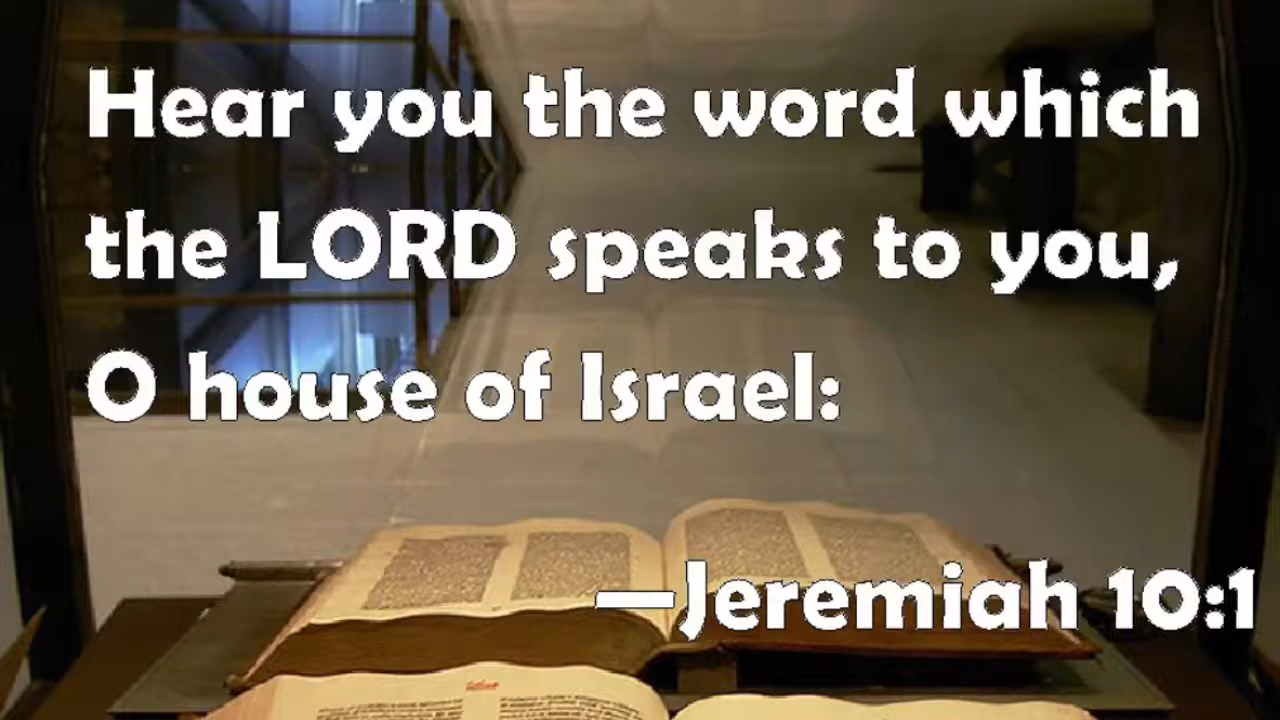 Hear you the word which
the LORD speaks to you,
O house of Israel:
—Jeremiah 10:1